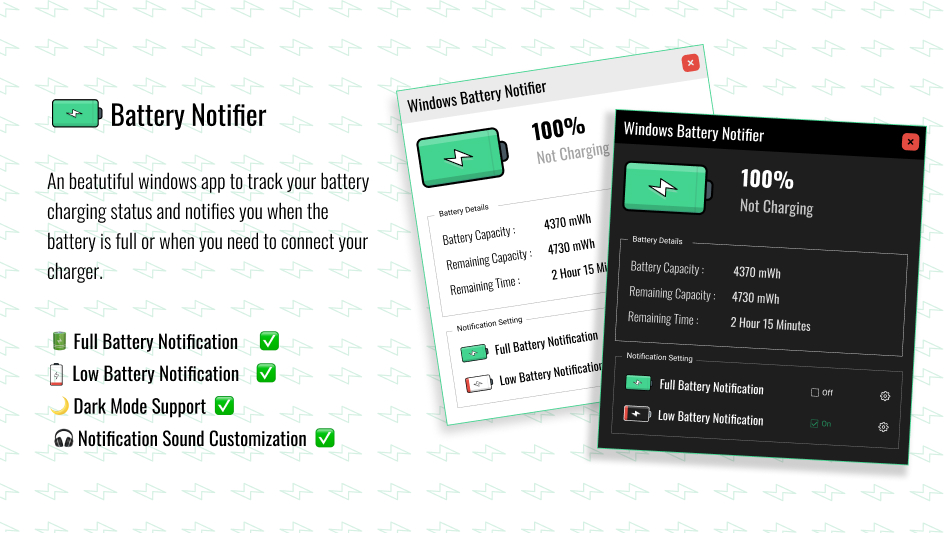 Battery Notifier
An beatutiful windows app to track your battery
charging status and notifies you when the
battery is full or when you need to connect your
charger.
Full Battery Notification
Low Battery Notification
Dark Mode Support
Notification Sound Customization
Windows Battery Notifier
100%
Not Charging
Battery Details
Battery Capacity : 4370 mWh
Remaining Capacity : 4730 mWh
Remaining Time : 2 Hour 15 Mi
Notification Setting
Full Battery Notification
Low Battery Notification
Windows Battery Notifier
100%
Not Charging
Battery Details
Battery Capacity : 4370 mWh
Remaining Capacity : 4730 mWh
Remaining Time : 2 Hour 15 Minutes
Notification Setting
Full Battery Notification Off
Low Battery Notification On